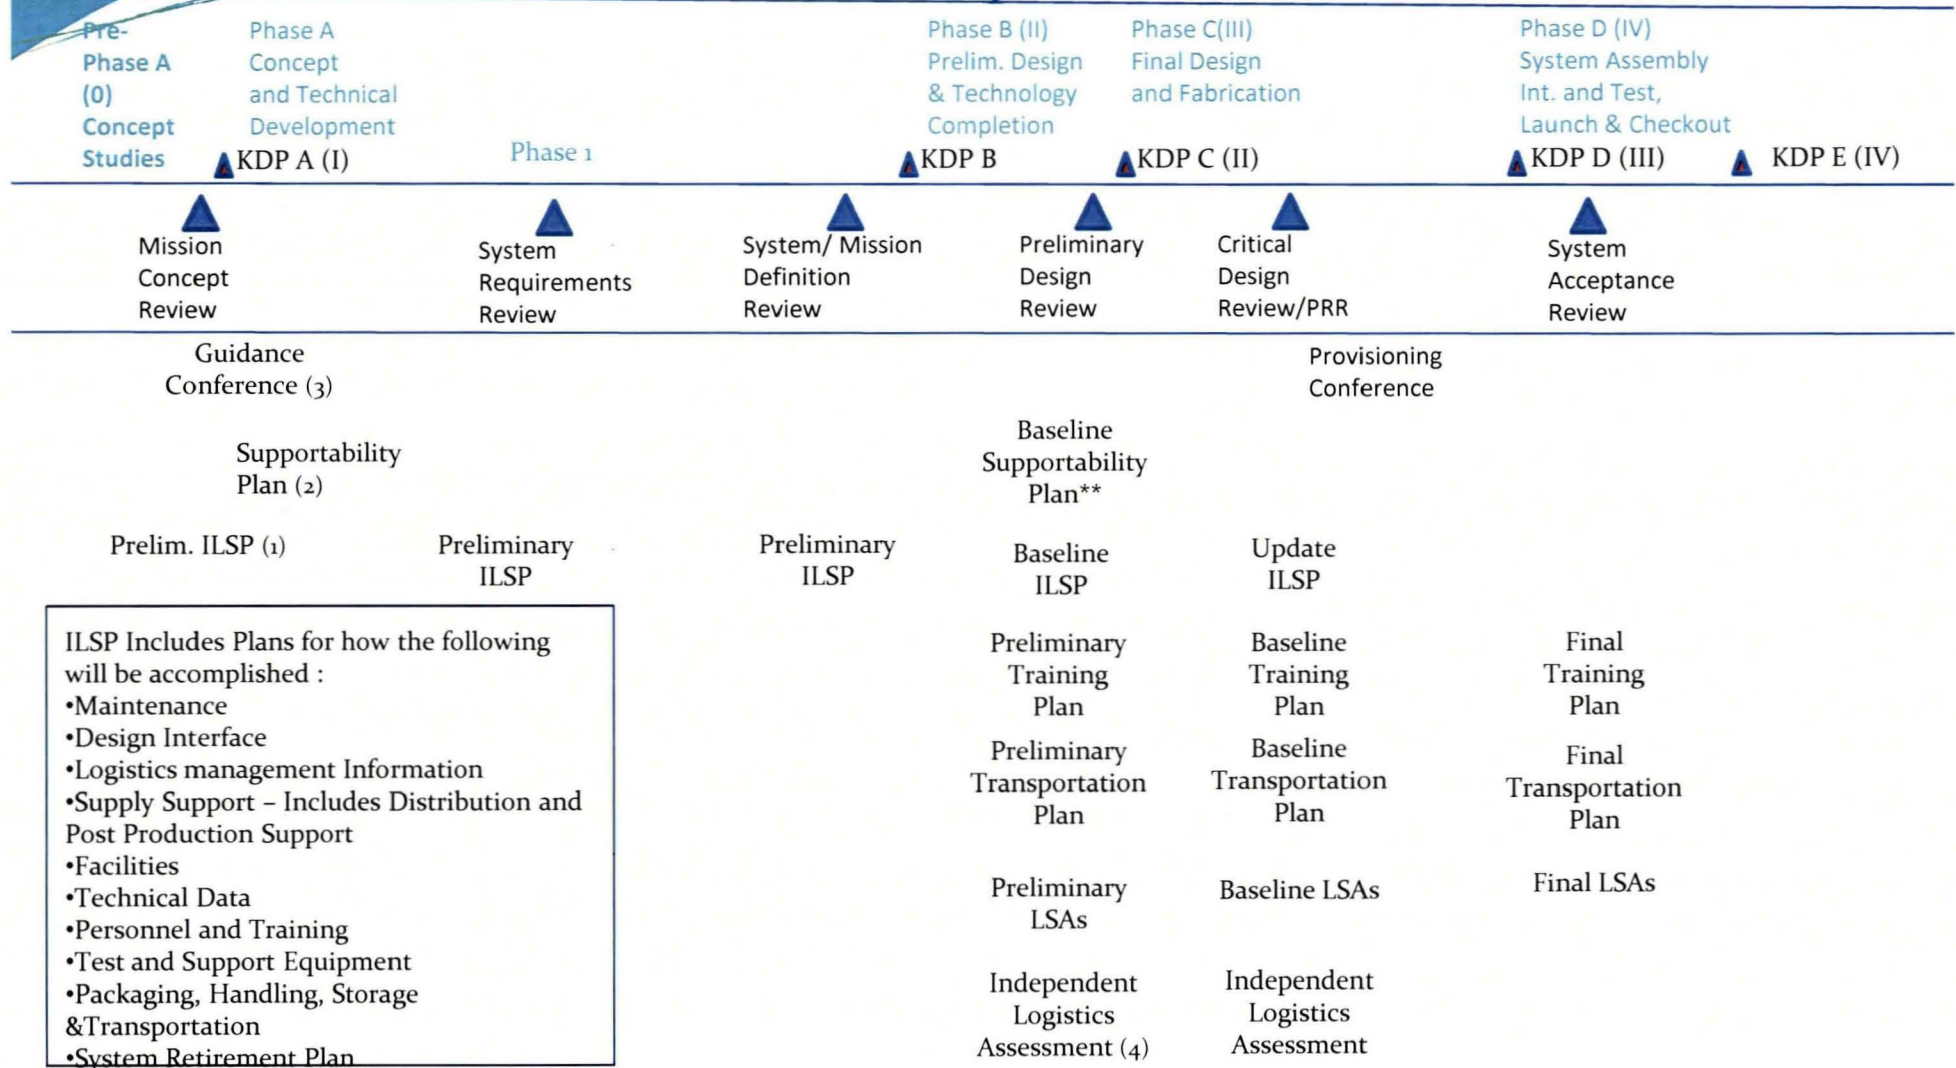 Pre-
Phase A
(0)
Concept
Studies
Phase A
Concept
and Technical
Development
KDP A (I)
Phase 1
Phase B (II)
Prelim. Design
& Technology
Completion
KDP B
Phase C(III)
Final Design
and Fabrication
KDP C (II)
Phase D (IV)
System Assembly
Int. and Test,
Launch & Checkout
KDP D (III)
KDP E (IV)
Mission
Concept
Review
System
Requirements
Review
System/ Mission
Definition
Review
Preliminary
Design
Review
Critical
Design
Review/PRR
System
Acceptance
Review
Guidance
Conference (3)
Provisioning
Conference
Supportability
Plan (2)
Baseline
Supportability
Plan**
Prelim. ILSP (1)
Preliminary
ILSP
Preliminary
ILSP
Baseline
ILSP
Update
ILSP
ILSP Includes Plans for how the following
will be accomplished :
•Maintenance
•Design Interface
•Logistics management Information
•Supply Support – Includes Distribution and
Post Production Support
•Facilities
•Technical Data
•Personnel and Training
•Test and Support Equipment
•Packaging, Handling, Storage
&Transportation
•System Retirement Plan
Preliminary
Training
Plan
Baseline
Training
Plan
Final
Training
Plan
Preliminary
Transportation
Plan
Baseline
Transportation
Plan
Final
Transportation
Plan
Preliminary
LSAs
Baseline LSAs
Final LSAs
Independent
Logistics
Assessment (4)
Independent
Logistics
Assessment